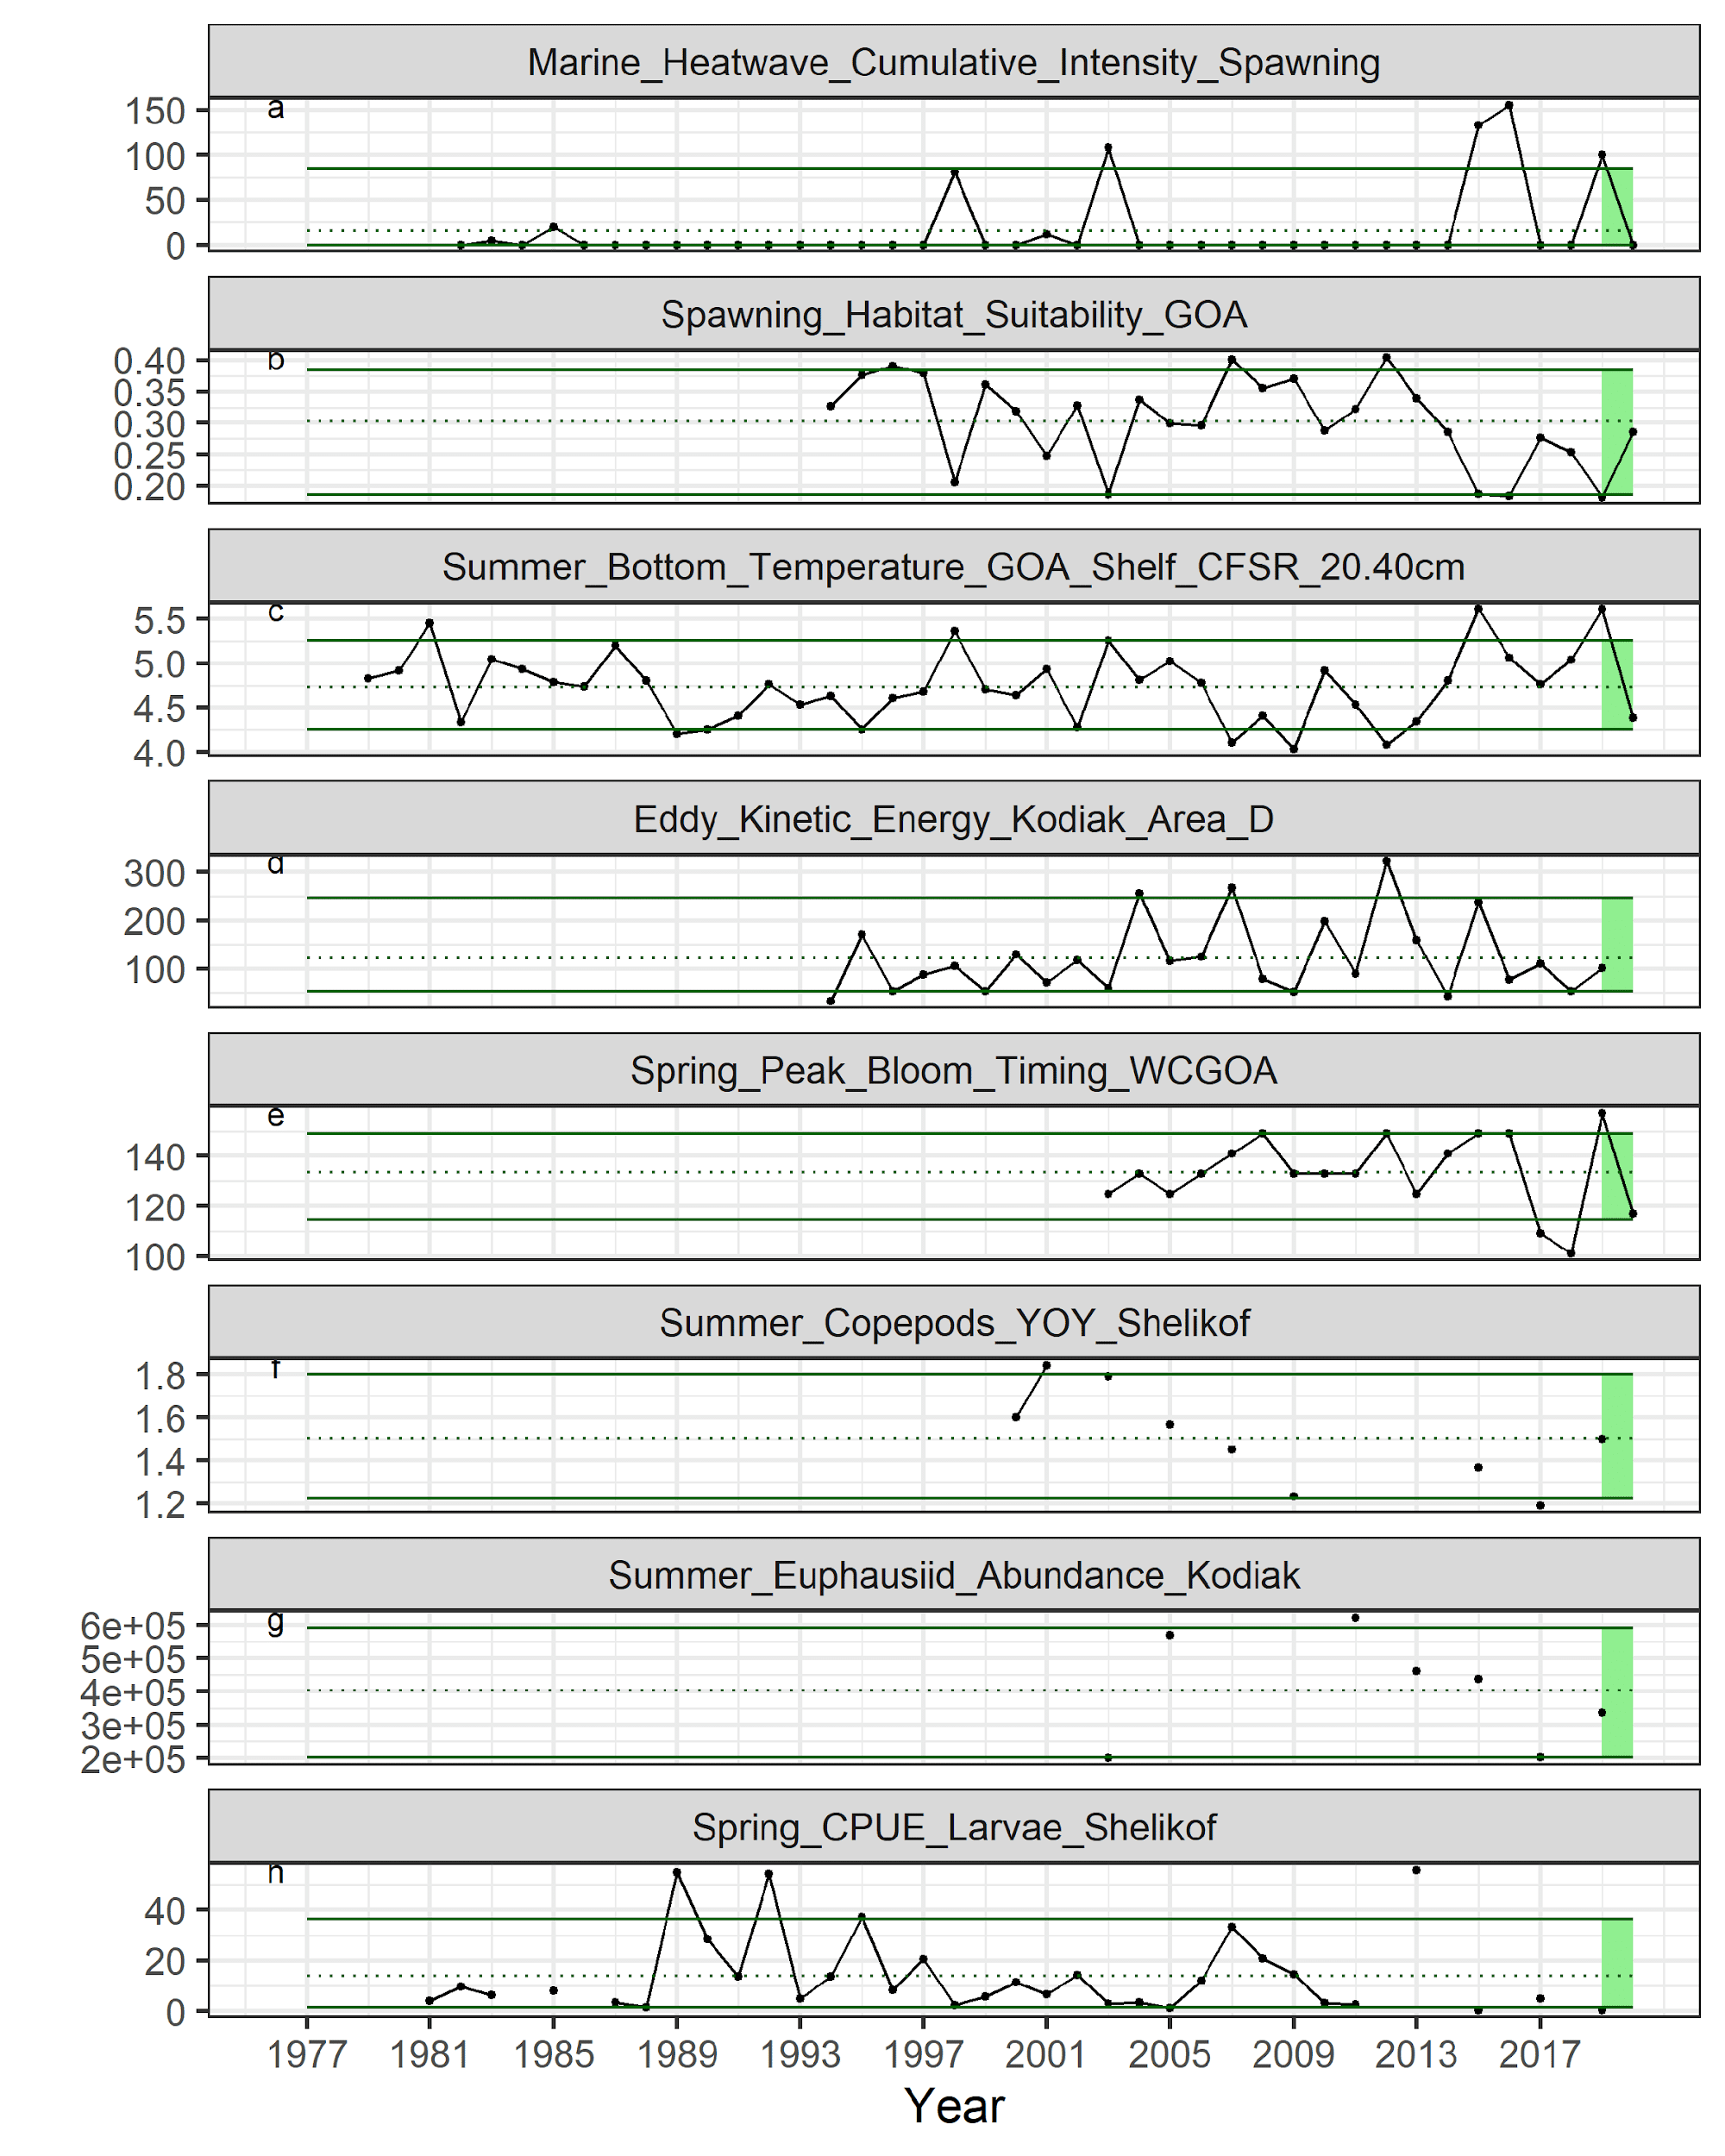 Marine_Heatwave_Cumulative_Intensity_Spawning
a
150
100
50
0
Spawning_Habitat_Suitability_GOA
b
0.40
0.35
0.30
0.25
0.20
Summer_Bottom_Temperature_GOA_Shelf_CFSR_20.40cm
c
5.5
5.0
4.5
4.0
Eddy_Kinetic_Energy_Kodiak_Area_D
d
300
200
100
Spring_Peak_Bloom_Timing_WCGOA
e
140
120
100
Summer_Copepods_YOY_Shelikof
f
1.8
1.6
1.4
1.2
Summer_Euphausiid_Abundance_Kodiak
g
6e+05
5e+05
4e+05
3e+05
2e+05
Spring_CPUE_Larvae_Shelikof
h
40
20
0
1977 1981 1985 1989 1993 1997 2001 2005 2009 2013 2017
Year